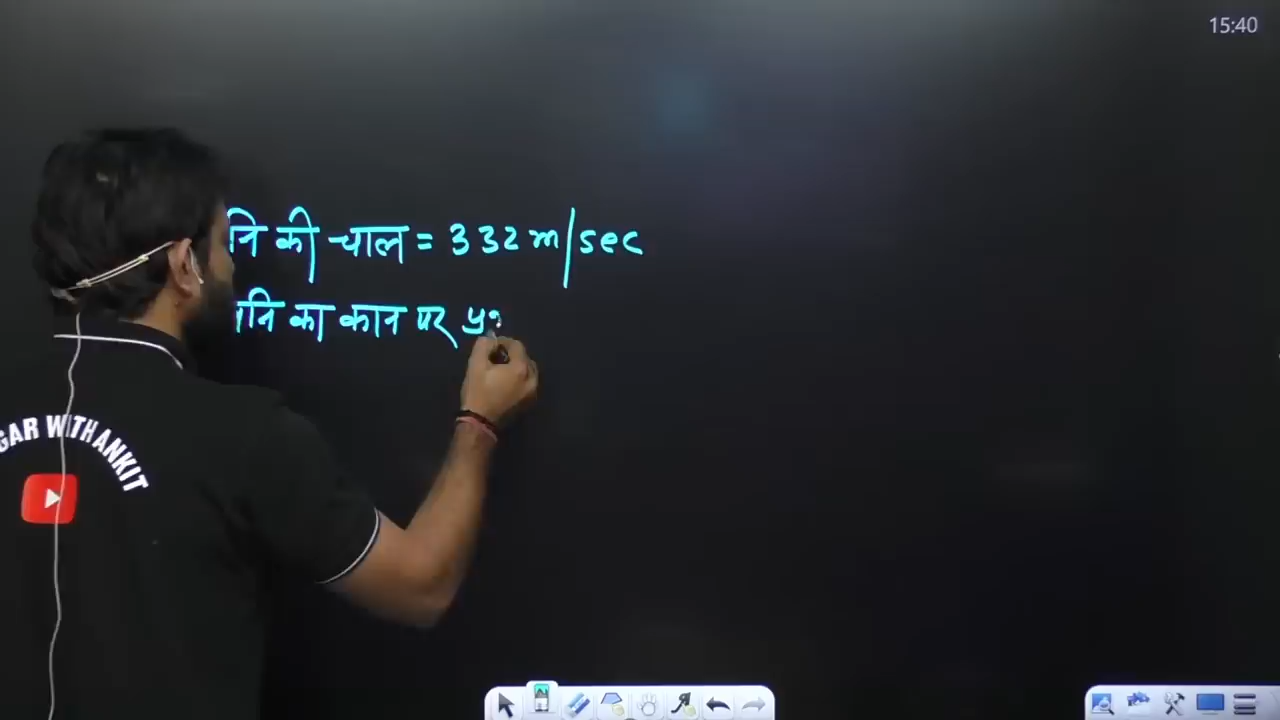 15:40
नि की चाल = 332 m/sec
नि का कान पर
GAR WITH ANKIT